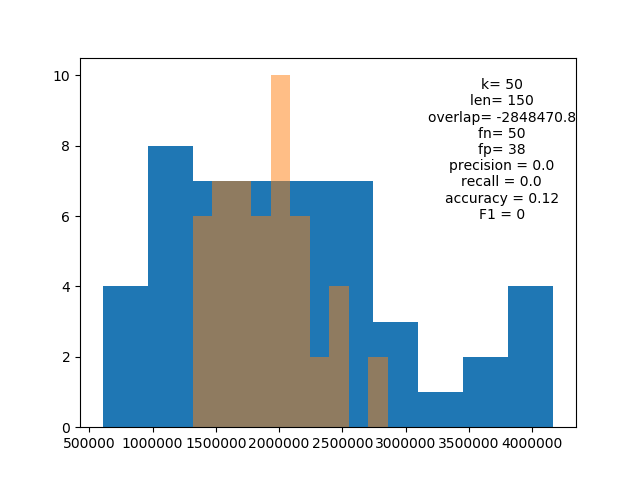 10
8
6
4
2
0
k= 50
len= 150
overlap= -2848470.8
fn= 50
fp= 38
precision = 0.0
recall = 0.0
accuracy = 0.12
F1 = 0
500000 1000000 1500000 2000000 2500000 3000000 3500000 4000000